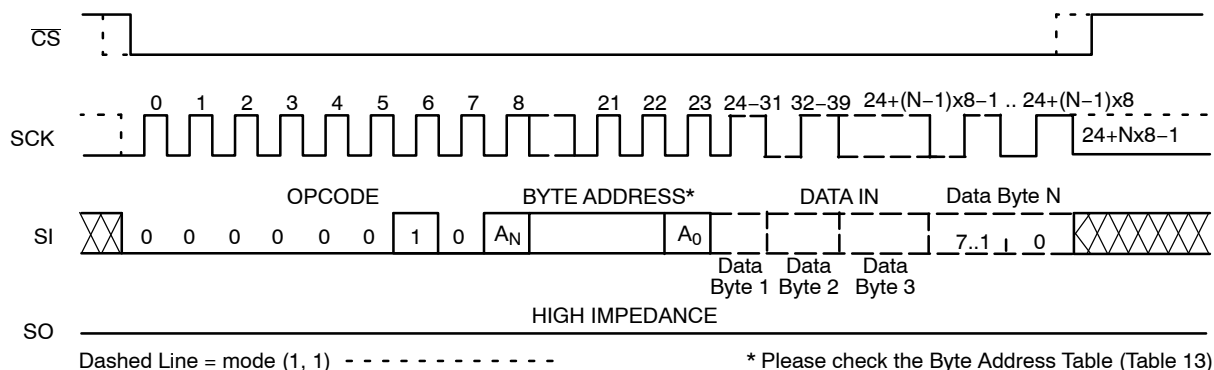 CS
0 1 2 3 4 5 6 7 8 21 22 23 24–31 32–39 24+(N–1)x8–1 .. 24+(N–1)x8
SCK
24+Nx8–1
OPCODE BYTE ADDRESS* DATA IN Data Byte N
SI 0 0 0 0 0 0 1 0 AN A0 7..1 0
Data Byte 1 Data Byte 2 Data Byte 3
HIGH IMPEDANCE
SO
Dashed Line = mode (1, 1) * Please check the Byte Address Table (Table 13)